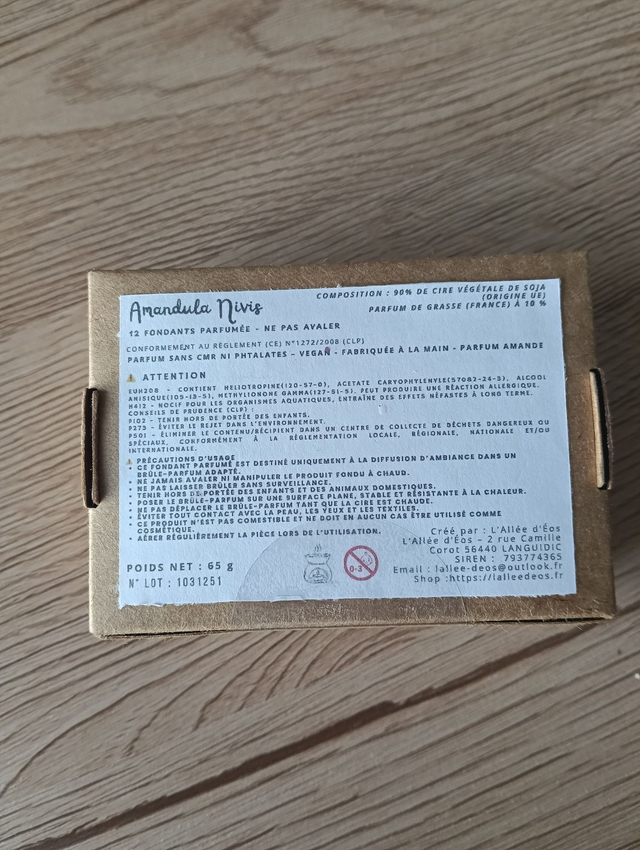 Amandula Nivis
COMPOSITION : 90% DE CIRE VÉGÉTALE DE SOJA
(ORIGINE UE)
PARFUM DE GRASSE (FRANCE) À 10 %
12 FONDANTS PARFUMÉE - NE PAS AVALER
CONFORMEMENT AU RÈGLEMENT (CE) N°1272/2008 (CLP)
PARFUM SANS CMR NI PHTALATES - VEGAN - FABRIQUÉE À LA MAIN - PARFUM AMANDE
⚠ ATTENTION
EUH208 - CONTIENT HELIOTROPINE(120-57-0), ACETATE CARYOPHYLENYLE(57082-24-3), ALCOOL
ANISIQUE(105-13-5), METHYLIONONE GAMMA(127-51-5). PEUT PRODUIRE UNE RÉACTION ALLERGIQUE.
H412 - NOCIF POUR LES ORGANISMES AQUATIQUES, ENTRAÎNE DES EFFETS NÉFASTES À LONG TERME.
CONSEILS DE PRUDENCE (CLP) :
P102 - TENIR HORS DE PORTÉE DES ENFANTS.
P273 - ÉVITER LE REJET DANS L'ENVIRONNEMENT.
P501 - ÉLIMINER LE CONTENU/RÉCIPIENT DANS UN CENTRE DE COLLECTE DE DÉCHETS DANGEREUX OU
SPÉCIAUX, CONFORMÉMENT À LA RÉGLEMENTATION LOCALE, RÉGIONALE, NATIONALE ET/OU
INTERNATIONALE.
⚠ PRÉCAUTIONS D'USAGE
• CE FONDANT PARFUMÉ EST DESTINÉ UNIQUEMENT À LA DIFFUSION D'AMBIANCE DANS UN
BRÛLE-PARFUM ADAPTÉ.
• NE JAMAIS AVALER NI MANIPULER LE PRODUIT FONDU À CHAUD.
• NE PAS LAISSER BRÛLER SANS SURVEILLANCE.
• TENIR HORS DE PORTÉE DES ENFANTS ET DES ANIMAUX DOMESTIQUES.
• POSER LE BRÛLE-PARFUM SUR UNE SURFACE PLANE, STABLE ET RÉSISTANTE À LA CHALEUR.
• NE PAS DÉPLACER LE BRÛLE-PARFUM TANT QUE LA CIRE EST CHAUDE.
• ÉVITER TOUT CONTACT AVEC LA PEAU, LES YEUX ET LES TEXTILES.
• CE PRODUIT N'EST PAS COMESTIBLE ET NE DOIT EN AUCUN CAS ÊTRE UTILISÉ COMME
COSMÉTIQUE.
• AÉRER RÉGULIÈREMENT LA PIÈCE LORS DE L'UTILISATION.
Créé par : L'Allée d'Éos
L'Allée d'Éos - 2 rue Camille
Corot 56440 LANGUIDIC
SIREN : 793774365
Email : lallee-deos@outlook.fr
Shop :https://lalleedeos.fr
0-3
POIDS NET : 65 g
N° LOT : 1031251